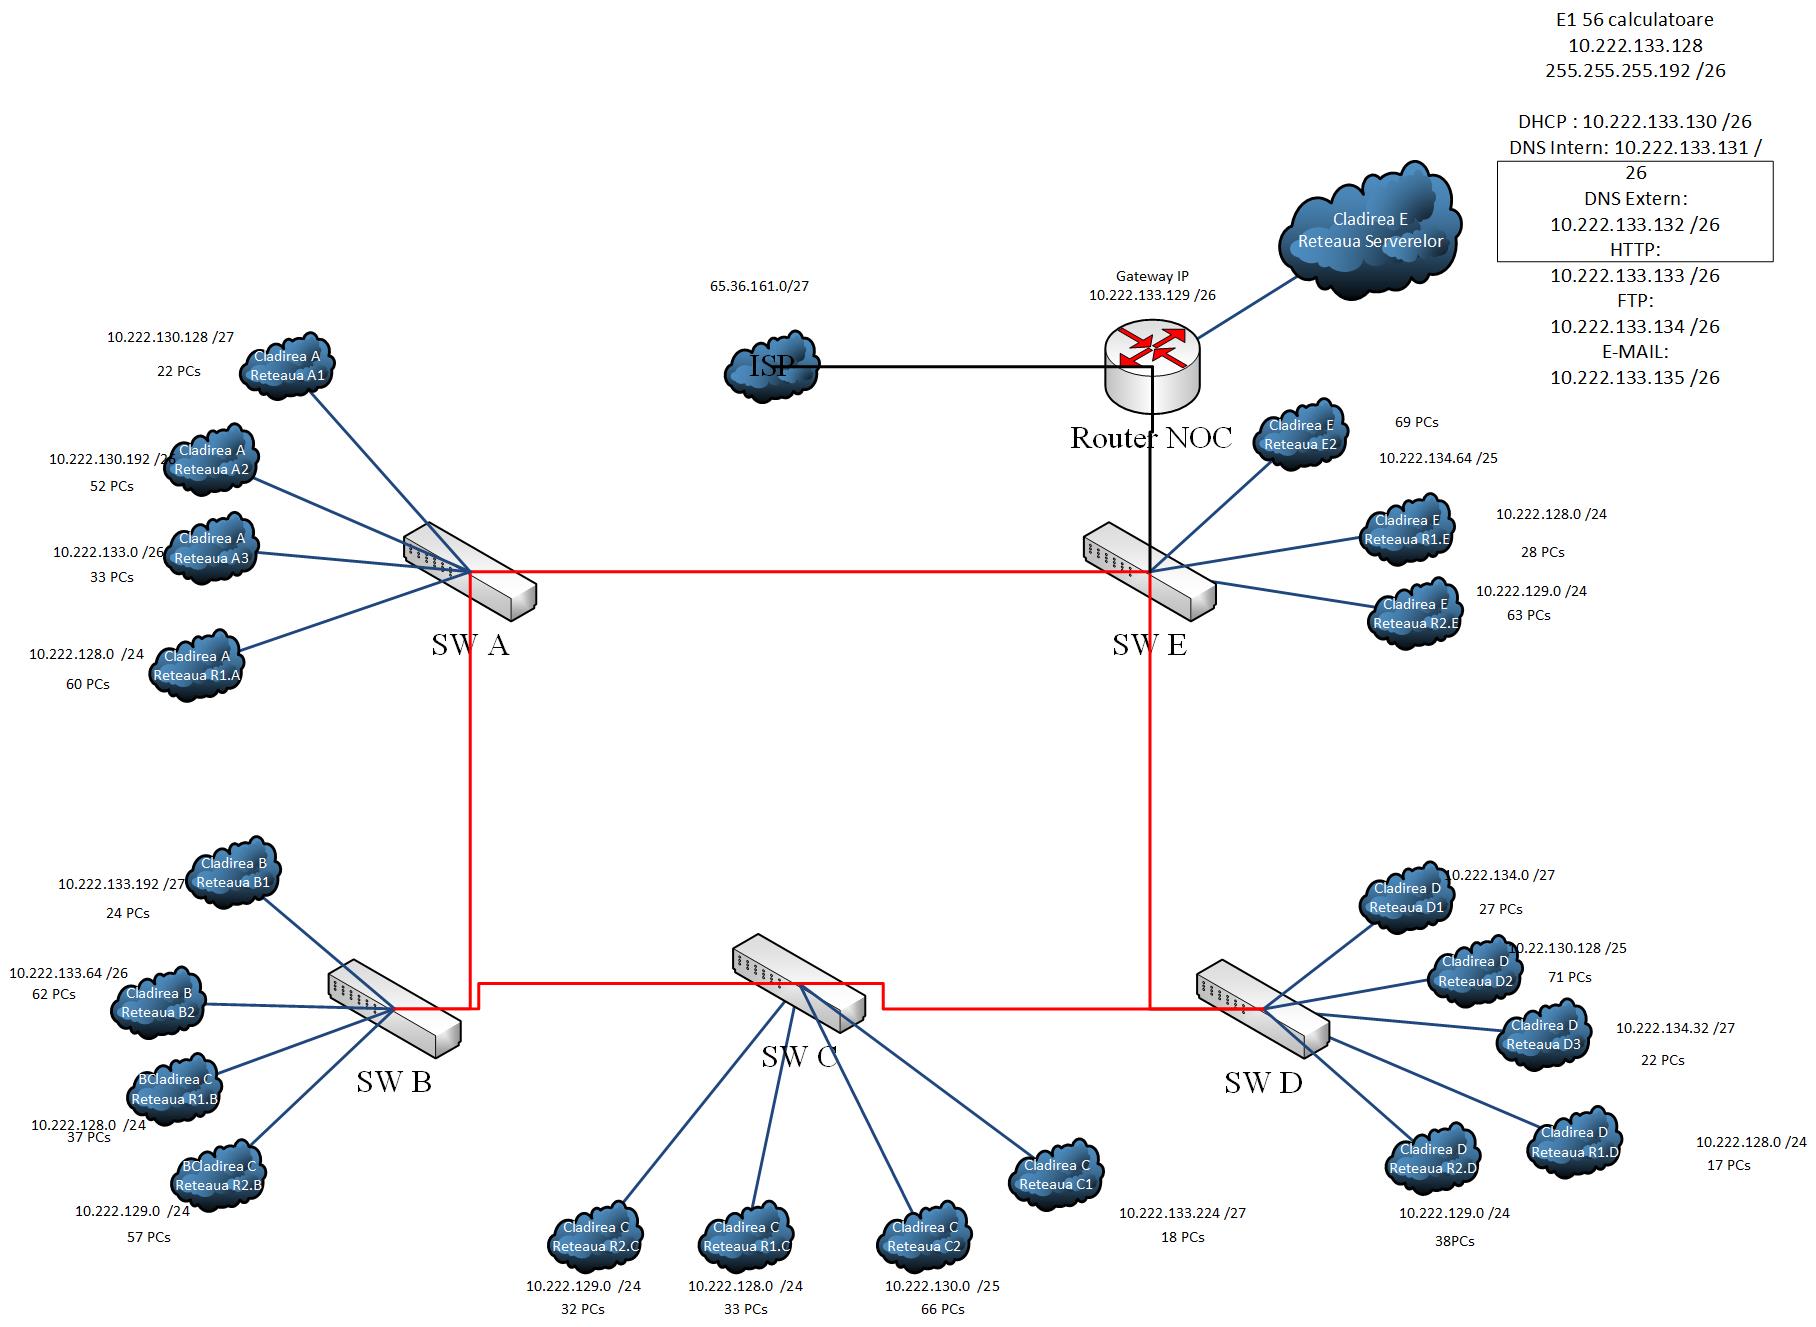 E1 56 calculatoare
10.222.133.128
255.255.255.192 /26
DHCP : 10.222.133.130 /26
DNS Intern: 10.222.133.131 /
26
DNS Extern:
10.222.133.132 /26
HTTP:
10.222.133.133 /26
FTP:
10.222.133.134 /26
E-MAIL:
10.222.133.135 /26
Cladirea E
Reteaua Serverelor
Gateway IP
10.222.133.129 /26
65.36.161.0/27
ISP
Router NOC
10.222.130.128 /27
22 PCs
Cladirea A
Reteaua A1
10.222.130.192 /26
52 PCs
Cladirea A
Reteaua A2
10.222.133.0 /26
33 PCs
Cladirea A
Reteaua A3
10.222.128.0 /24
60 PCs
Cladirea A
Reteaua R1.A
SW A
Cladirea E
Reteaua E2
69 PCs
10.222.134.64 /25
Cladirea E
Reteaua R1.E
10.222.128.0 /24
28 PCs
Cladirea E
Reteaua R2.E
10.222.129.0 /24
63 PCs
SW E
Cladirea B
Reteaua B1
10.222.133.192 /27
24 PCs
10.222.133.64 /26
62 PCs
Cladirea B
Reteaua B2
BCladirea C
Reteaua R1.B
10.222.128.0 /24
37 PCs
BCladirea C
Reteaua R2.B
10.222.129.0 /24
57 PCs
SW B
SW C
Cladirea C
Reteaua R2.C
10.222.129.0 /24
32 PCs
Cladirea C
Reteaua R1.C
10.222.128.0 /24
33 PCs
Cladirea C
Reteaua C2
10.222.130.0 /25
66 PCs
Cladirea C
Reteaua C1
10.222.133.224 /27
18 PCs
SW D
Cladirea D
Reteaua D1
10.222.134.0 /27
27 PCs
Cladirea D
Reteaua D2
10.22.130.128 /25
71 PCs
Cladirea D
Reteaua D3
10.222.134.32 /27
22 PCs
Cladirea D
Reteaua R1.D
10.222.128.0 /24
17 PCs
Cladirea D
Reteaua R2.D
10.222.129.0 /24
38PCs